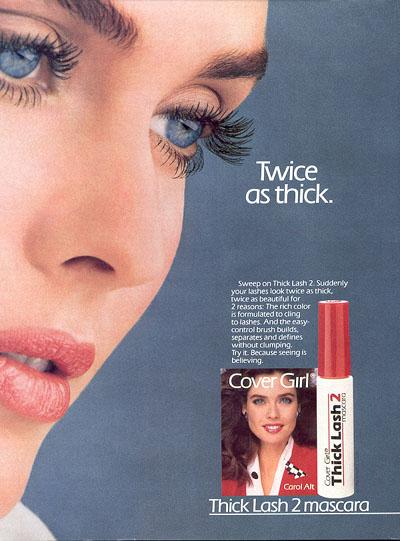 Twice
as thick.
Sweep on Thick Lash 2. Suddenly
your lashes look twice as thick,
twice as beautiful for
2 reasons: The rich color
is formulated to cling
to lashes. And the easy-
control brush builds,
separates and defines
without clumping.
Try it. Because seeing is
believing.
Cover Girl®
Carol Alt
Cover Girl®
Thick Lash 2
mascara
Thick Lash 2 mascara